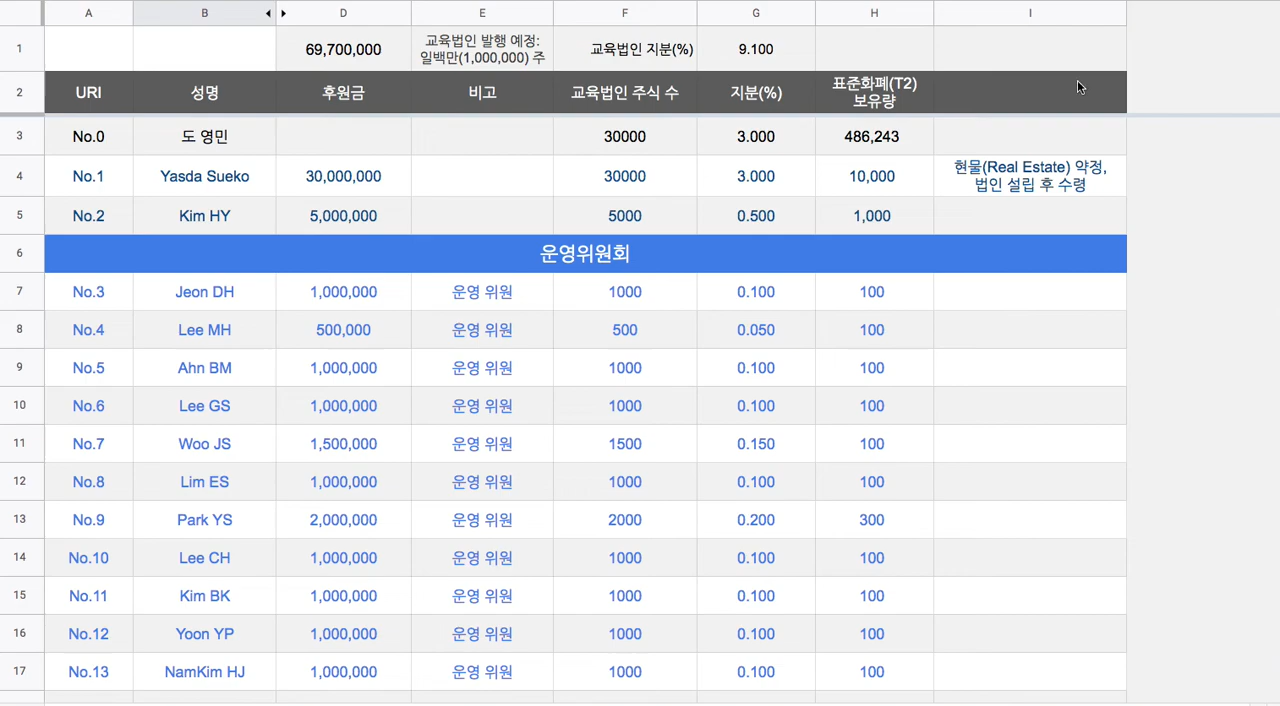 A B D E F G H I
1 69,700,000 교육법인 발행 예정: 교육법인 지분(%) 9.100
일백만(1,000,000) 주
2 URI 성명 후원금 비고 교육법인 주식 수 지분(%) 표준화폐(T2)
보유량
3 No.0 도 영민 30000 3.000 486,243
4 No.1 Yasda Sueko 30,000,000 30000 3.000 10,000 현물(Real Estate) 약정,
법인 설립 후 수령
5 No.2 Kim HY 5,000,000 5000 0.500 1,000
6 운영위원회
7 No.3 Jeon DH 1,000,000 운영 위원 1000 0.100 100
8 No.4 Lee MH 500,000 운영 위원 500 0.050 100
9 No.5 Ahn BM 1,000,000 운영 위원 1000 0.100 100
10 No.6 Lee GS 1,000,000 운영 위원 1000 0.100 100
11 No.7 Woo JS 1,500,000 운영 위원 1500 0.150 100
12 No.8 Lim ES 1,000,000 운영 위원 1000 0.100 100
13 No.9 Park YS 2,000,000 운영 위원 2000 0.200 300
14 No.10 Lee CH 1,000,000 운영 위원 1000 0.100 100
15 No.11 Kim BK 1,000,000 운영 위원 1000 0.100 100
16 No.12 Yoon YP 1,000,000 운영 위원 1000 0.100 100
17 No.13 NamKim HJ 1,000,000 운영 위원 1000 0.100 100